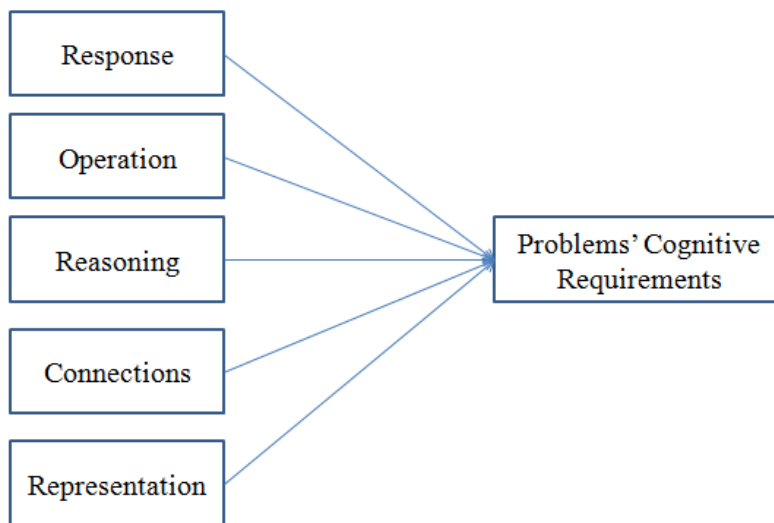 Response
Operation
Reasoning
Connections
Representation
Problems’ Cognitive
Requirements